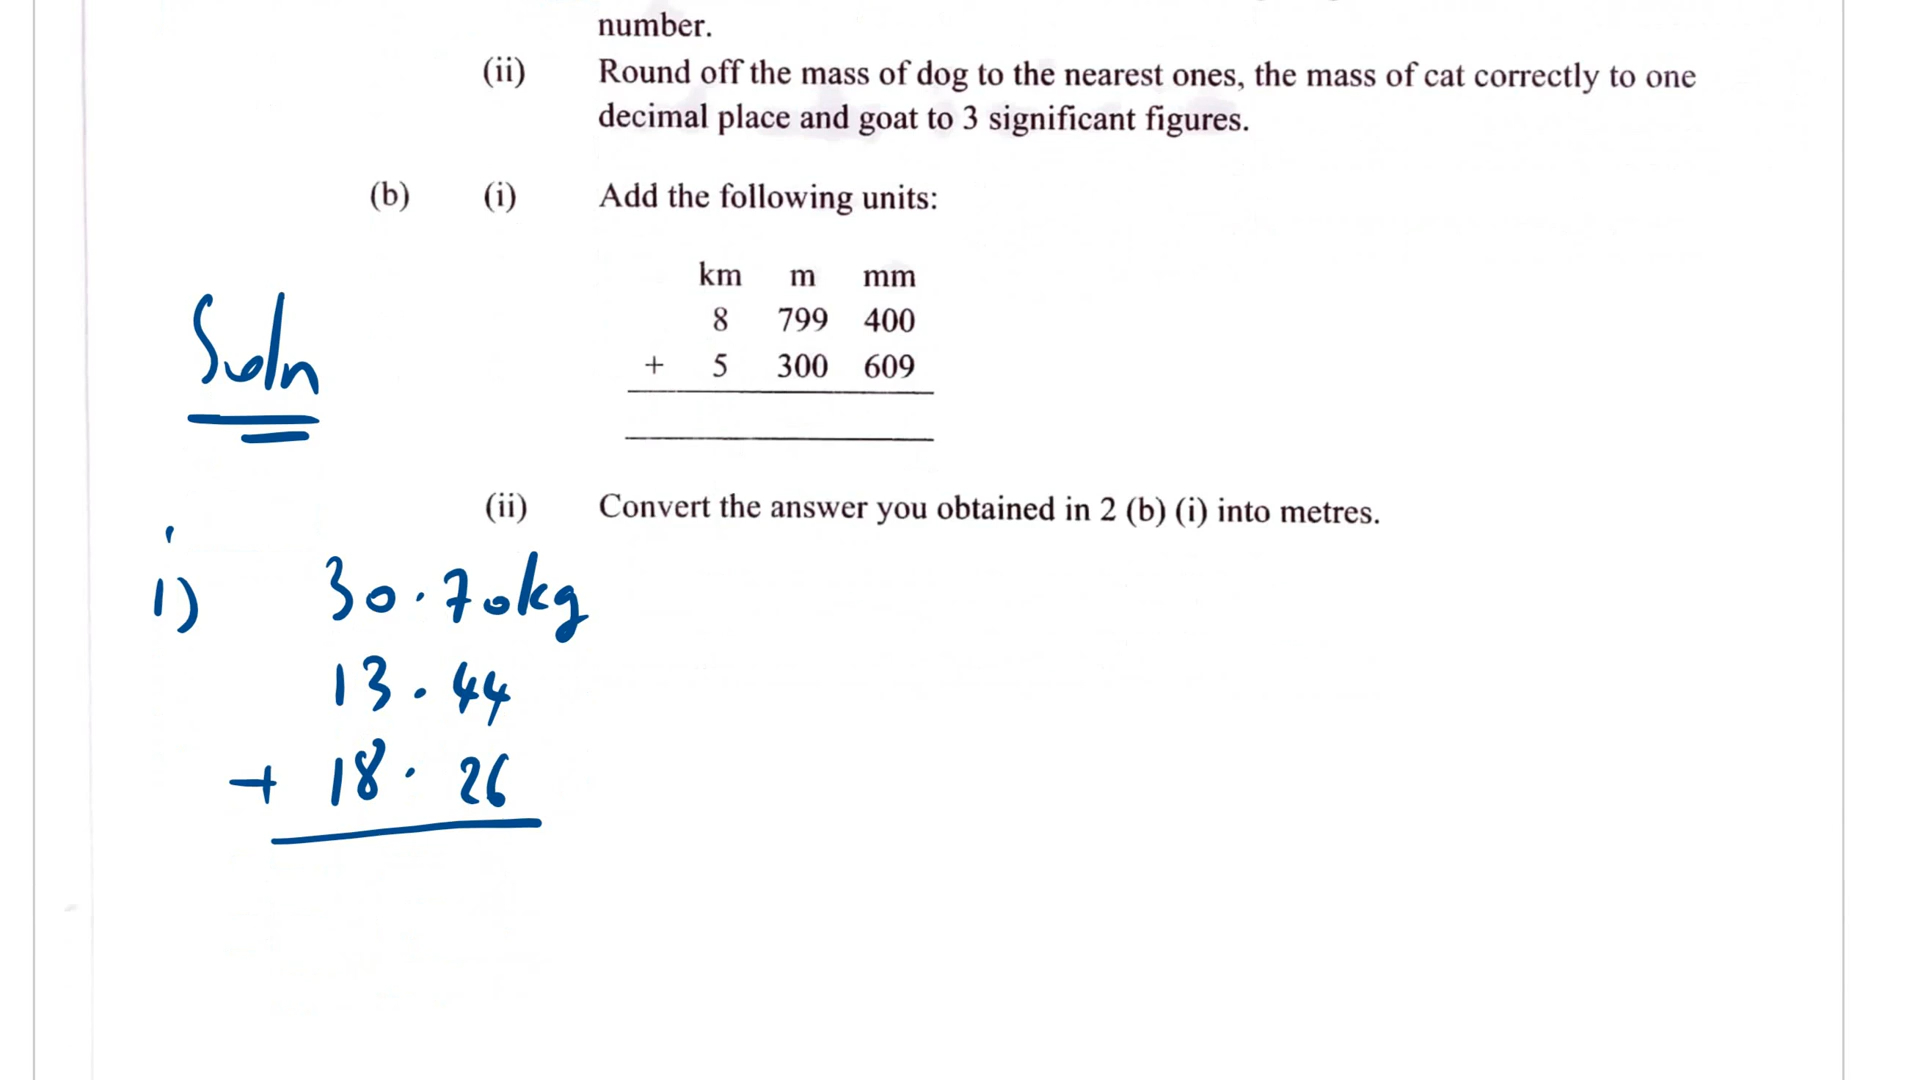 number.
(ii) Round off the mass of dog to the nearest ones, the mass of cat correctly to one
decimal place and goat to 3 significant figures.
(b) (i) Add the following units:
km m mm
8 799 400
+ 5 300 609
Soln
(ii) Convert the answer you obtained in 2 (b) (i) into metres.
i) 30.70kg
13.44
+ 18.26